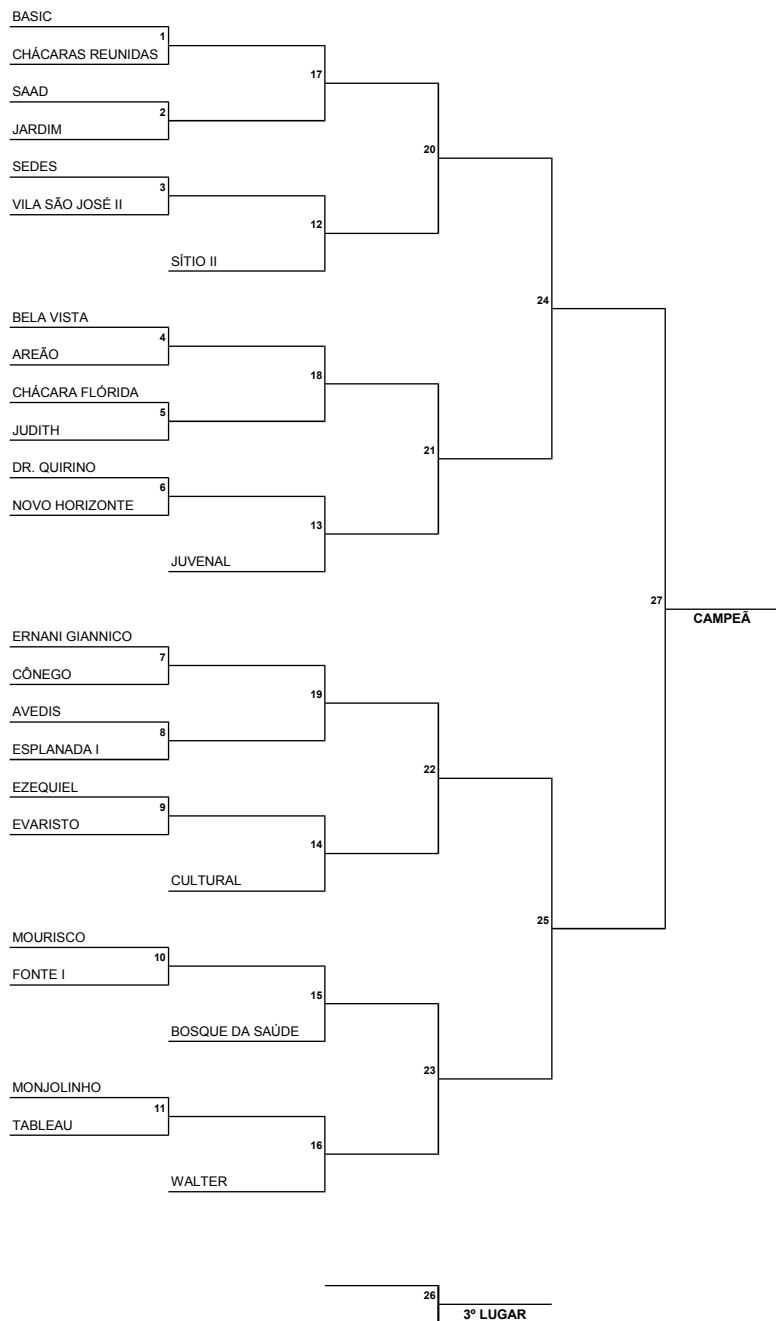 BASIC
1
CHÁCARAS REUNIDAS
17
SAAD
2
JARDIM
20
SEDES
3
VILA SÃO JOSÉ II
12
SÍTIO II
24
BELA VISTA
4
AREÃO
18
CHÁCARA FLÓRIDA
5
JUDITH
21
DR. QUIRINO
6
NOVO HORIZONTE
13
JUVENAL
27
CAMPEÃ
ERNANI GIANNICO
7
CÔNEGO
19
AVEDIS
8
ESPLANADA I
22
EZEQUIEL
9
EVARISTO
14
CULTURAL
25
MOURISCO
10
FONTE I
15
BOSQUE DA SAÚDE
23
MONJOLINHO
11
TABLEAU
16
WALTER
26
3º LUGAR